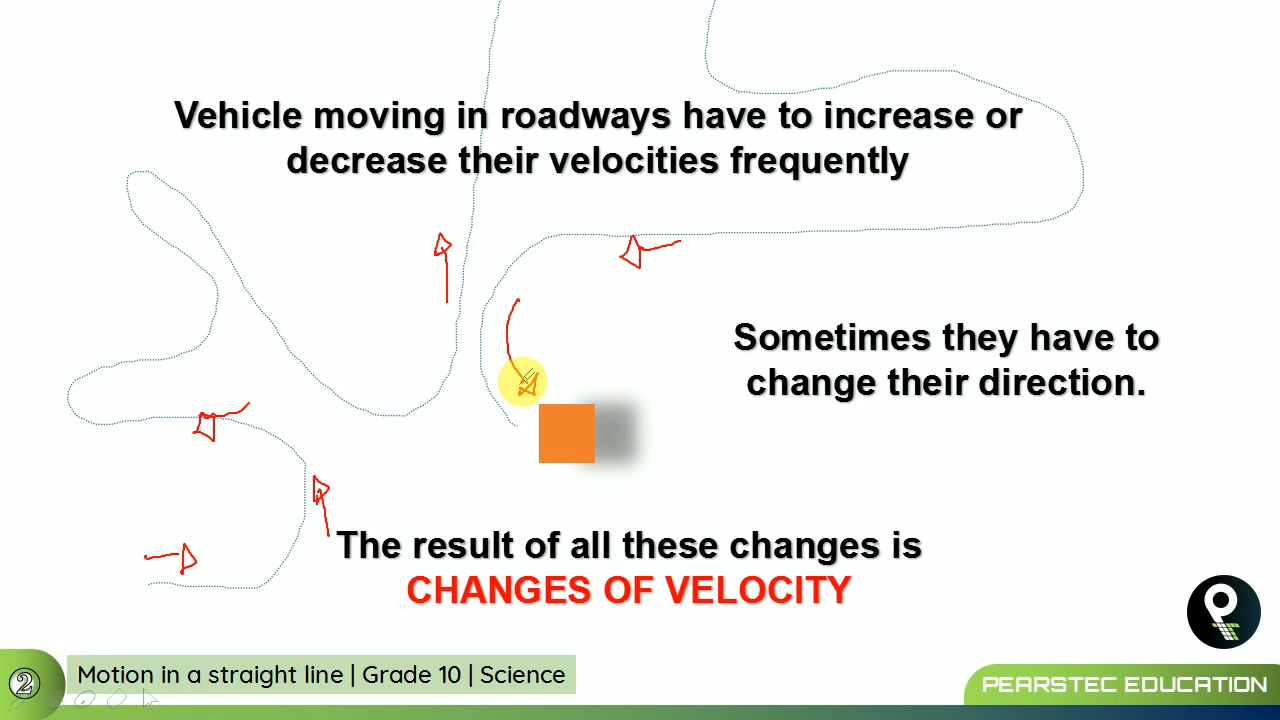 Vehicle moving in roadways have to increase or
decrease their velocities frequently
Sometimes they have to
change their direction.
The result of all these changes is
CHANGES OF VELOCITY
2
Motion in a straight line | Grade 10 | Science
PEARSTEC EDUCATION